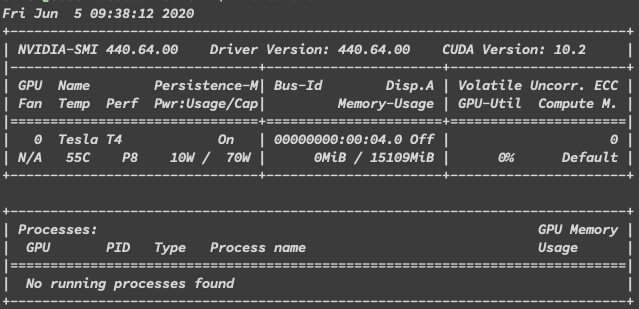 Fri Jun  5 09:38:12 2020
+-----------------------------------------------------------------------------+
| NVIDIA-SMI 440.64.00    Driver Version: 440.64.00    CUDA Version: 10.2     |
|-------------------------------+----------------------+----------------------+
| GPU  Name        Persistence-M| Bus-Id        Disp.A | Volatile Uncorr. ECC |
| Fan  Temp  Perf  Pwr:Usage/Cap|         Memory-Usage | GPU-Util  Compute M. |
|===============================+======================+======================|
|   0  Tesla T4            On   | 00000000:00:04.0 Off |                    0 |
| N/A   55C    P8    10W /  70W |      0MiB / 15109MiB |      0%      Default |
+-------------------------------+----------------------+----------------------+
+-----------------------------------------------------------------------------+
| Processes:                                                       GPU Memory |
|  GPU       PID   Type   Process name                             Usage      |
|=============================================================================|
|  No running processes found                                                 |
+-----------------------------------------------------------------------------+